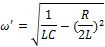 ω′ = √(1/LC − (R/2L)²)